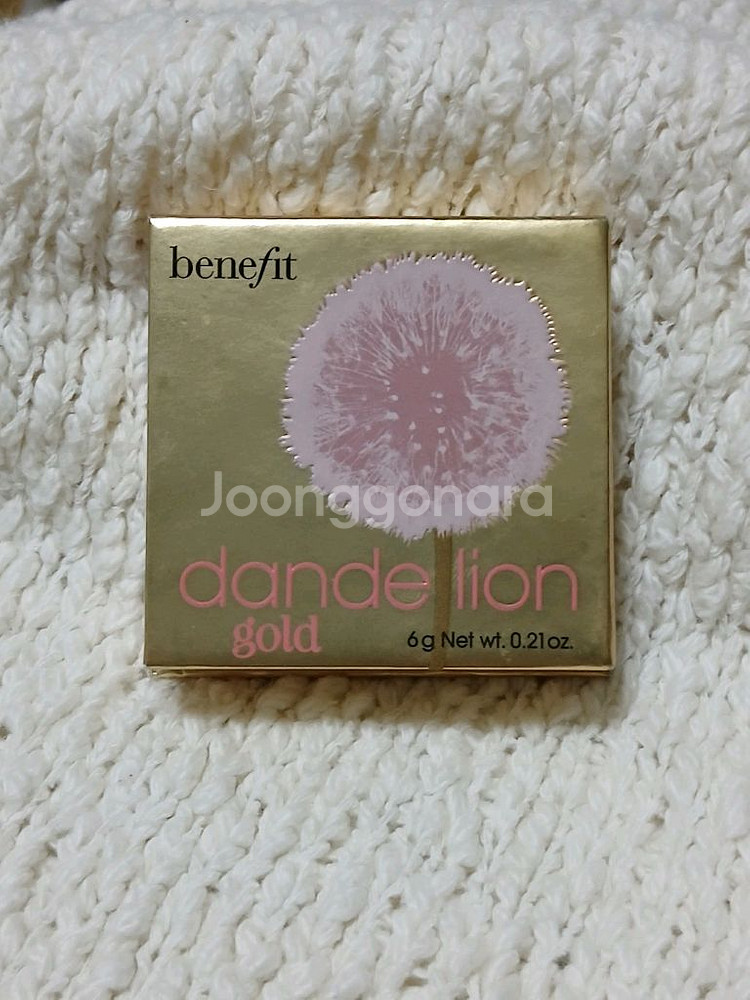 benefit
Joonggonara
dandelion
gold
6g Net wt. 0.21oz.